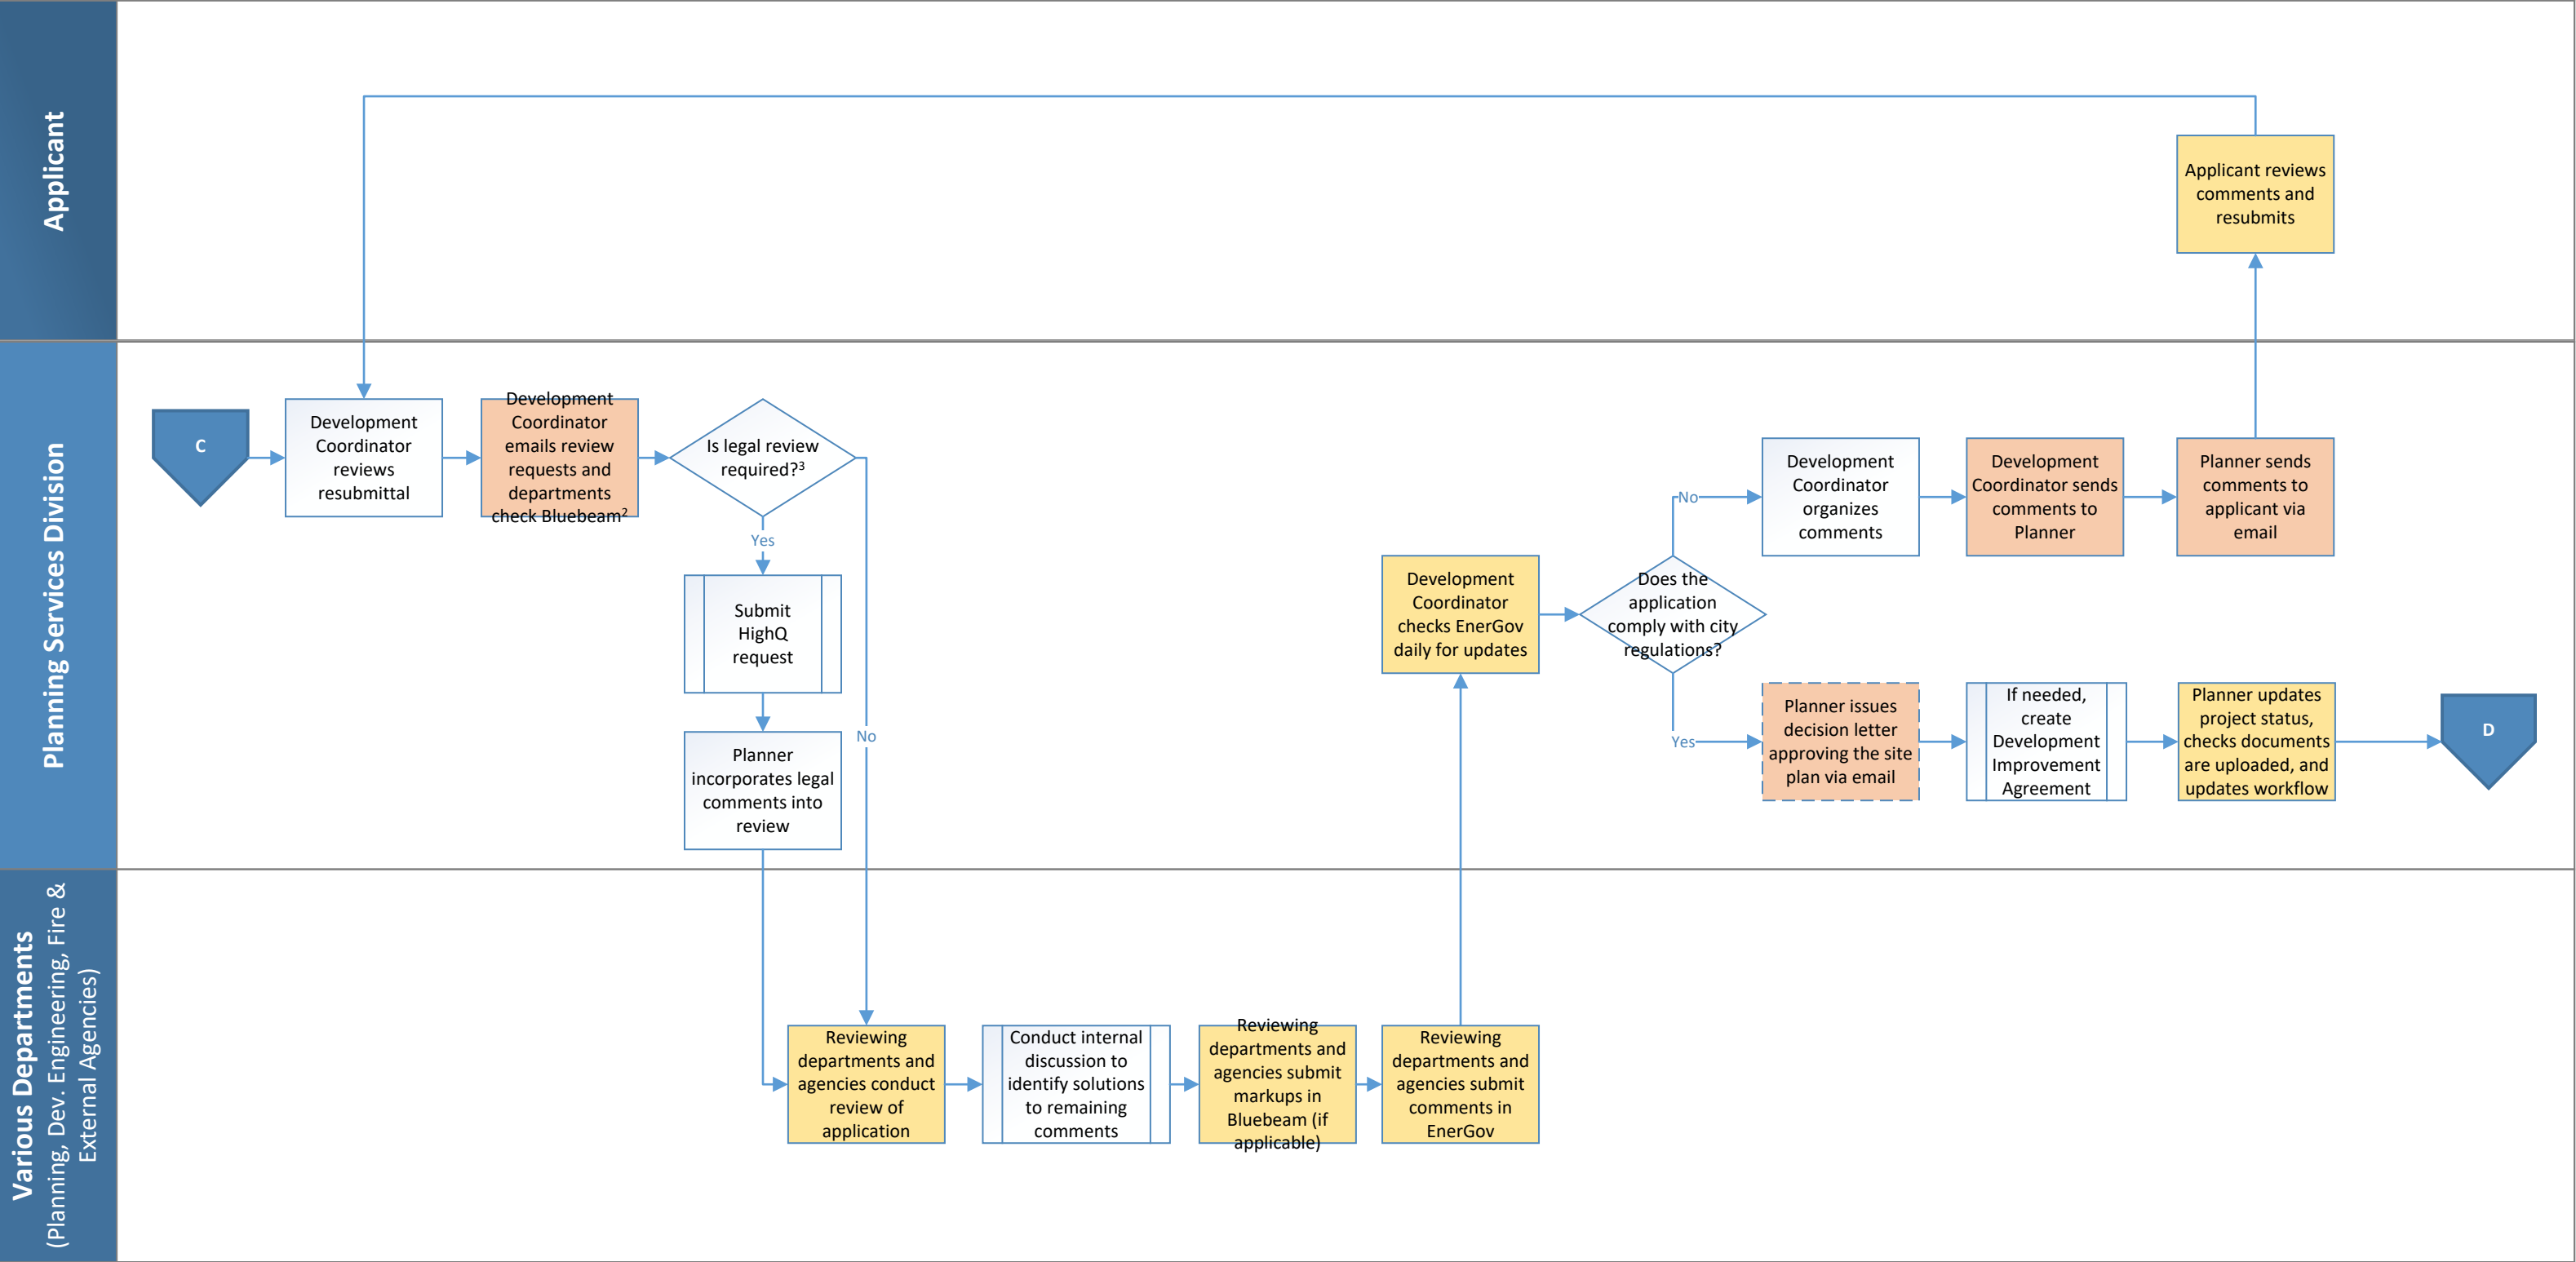 Applicant
Applicant reviews
comments and
resubmits
Planning Services Division
C
Development
Coordinator
reviews
resubmittal
Development
Coordinator
emails review
requests and
departments
check Bluebeam²
Is legal review
required?³
Yes
No
Submit
HighQ
request
Planner
incorporates legal
comments into
review
Development
Coordinator
checks EnerGov
daily for updates
Does the
application
comply with city
regulations?
No
Development
Coordinator
organizes
comments
Development
Coordinator sends
comments to
Planner
Planner sends
comments to
applicant via
email
Yes
Planner issues
decision letter
approving the site
plan via email
If needed,
create
Development
Improvement
Agreement
Planner updates
project status,
checks documents
are uploaded, and
updates workflow
D
Various Departments
(Planning, Dev. Engineering, Fire &
External Agencies)
Reviewing
departments and
agencies conduct
review of
application
Conduct internal
discussion to
identify solutions
to remaining
comments
Reviewing
departments and
agencies submit
markups in
Bluebeam (if
applicable)
Reviewing
departments and
agencies submit
comments in
EnerGov